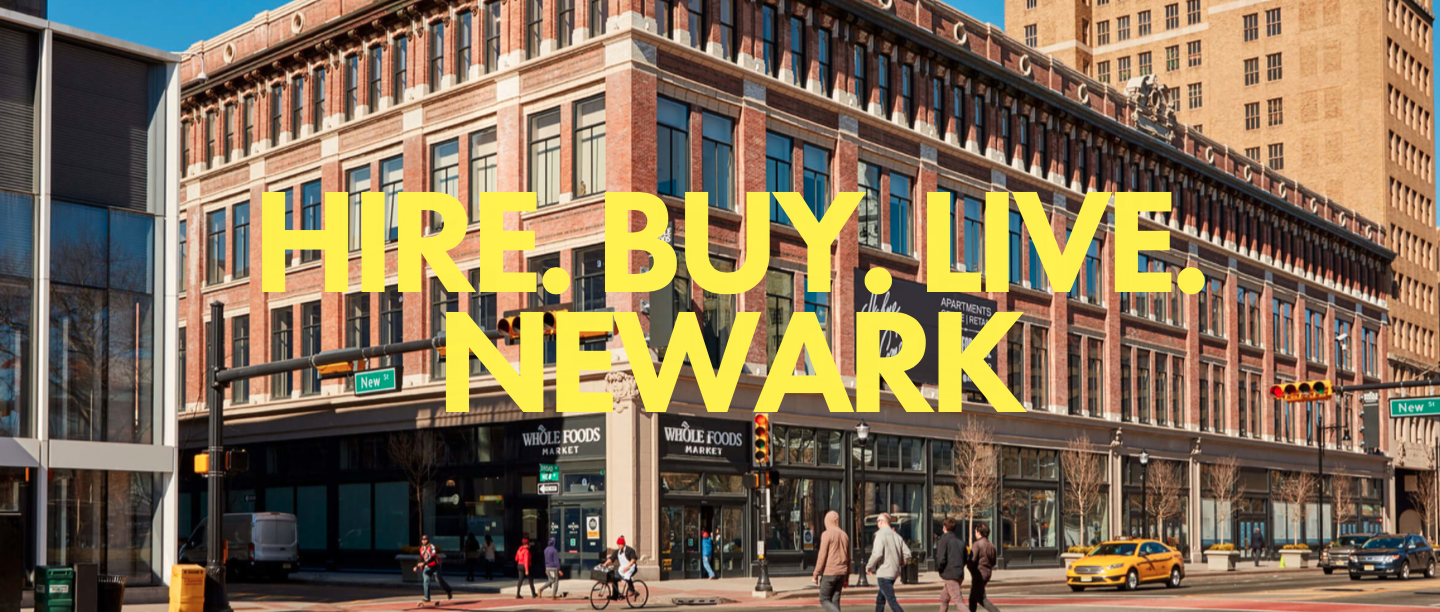 HIRE. BUY. LIVE.
NEWARK
APARTMENTS
New St
WHOLE FOODS
MARKET
WHOLE FOODS
MARKET
New St